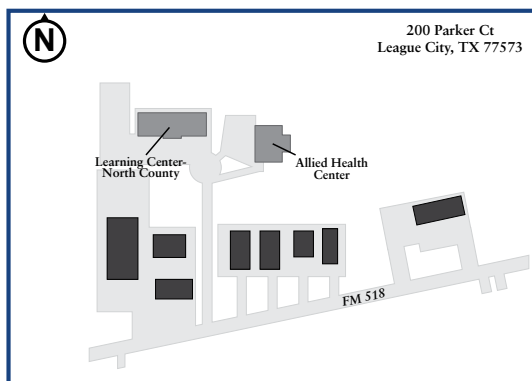 N
200 Parker Ct
League City, TX 77573
Learning Center-
North County
Allied Health
Center
FM 518